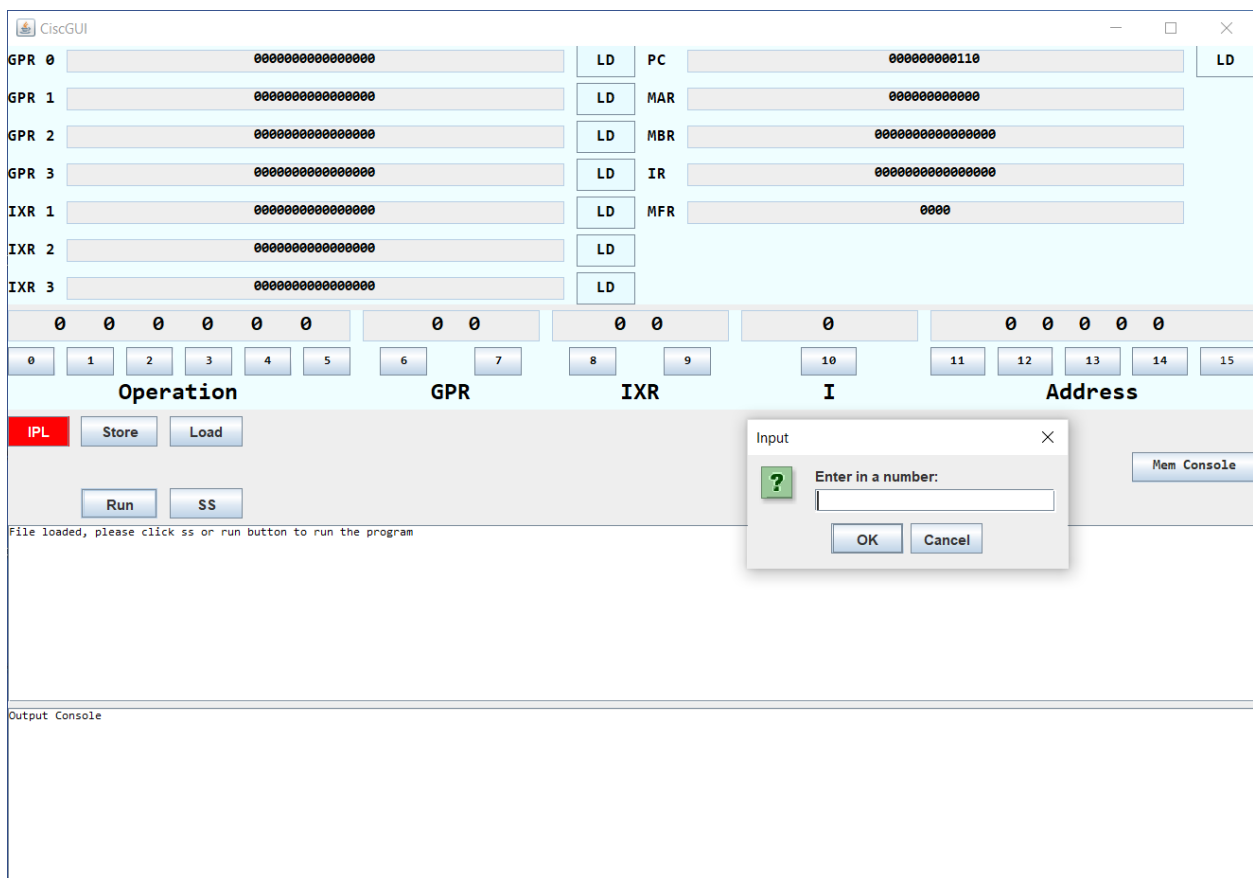 CiscGUI
GPR 0 0000000000000000 LD PC 000000000110 LD
GPR 1 0000000000000000 LD MAR 000000000000
GPR 2 0000000000000000 LD MBR 0000000000000000
GPR 3 0000000000000000 LD IR 0000000000000000
IXR 1 0000000000000000 LD MFR 0000
IXR 2 0000000000000000 LD
IXR 3 0000000000000000 LD
0 0 0 0 0 0 0 0 0 0 0 0 0 0 0 0
0 1 2 3 4 5 6 7 8 9 10 11 12 13 14 15
Operation GPR IXR I Address
IPL Store Load
Input
Mem Console
?
Enter in a number:
Run SS
OK Cancel
File loaded, please click ss or run button to run the program
Output Console